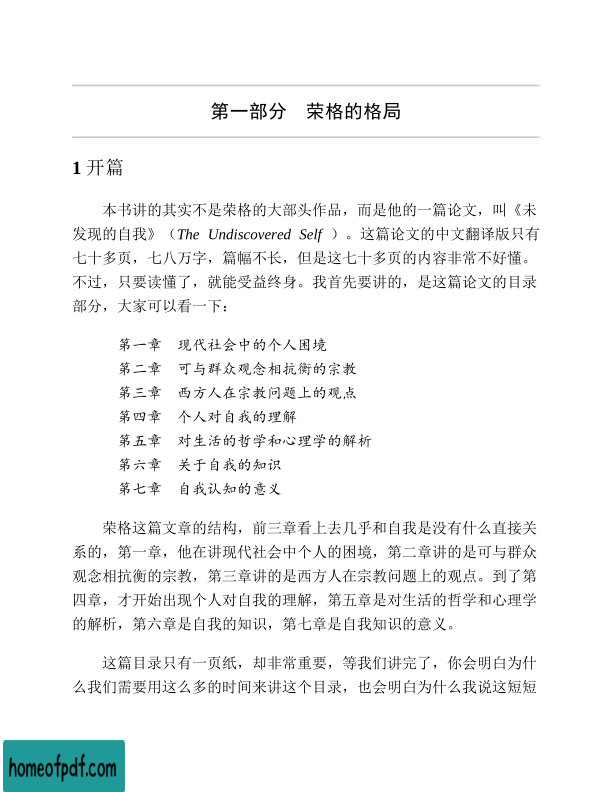 第一部分 荣格的格局
1 开篇
本书讲的其实不是荣格的大部头作品，而是他的一篇论文，叫《未
发现的自我》（The Undiscovered Self ）。这篇论文的中文翻译版只有
七十多页，七八万字，篇幅不长，但是这七十多页的内容非常不好懂。
不过，只要读懂了，就能受益终身。我首先要讲的，是这篇论文的目录
部分，大家可以看一下：
第一章 现代社会中的个人困境
第二章 可与群众观念相抗衡的宗教
第三章 西方人在宗教问题上的观点
第四章 个人对自我的理解
第五章 对生活的哲学和心理学的解析
第六章 关于自我的知识
第七章 自我认知的意义
荣格这篇文章的结构，前三章看上去几乎和自我是没有什么直接关
系的，第一章，他在讲现代社会中个人的困境，第二章讲的是可与群众
观念相抗衡的宗教，第三章讲的是西方人在宗教问题上的观点。到了第
四章，才开始出现个人对自我的理解，第五章是对生活的哲学和心理学
的解析，第六章是自我的知识，第七章是自我知识的意义。
这篇目录只有一页纸，却非常重要，等我们讲完了，你会明白为什
么我们需要用这么多的时间来讲这个目录，也会明白为什么我说这短短
homeofpdf.com